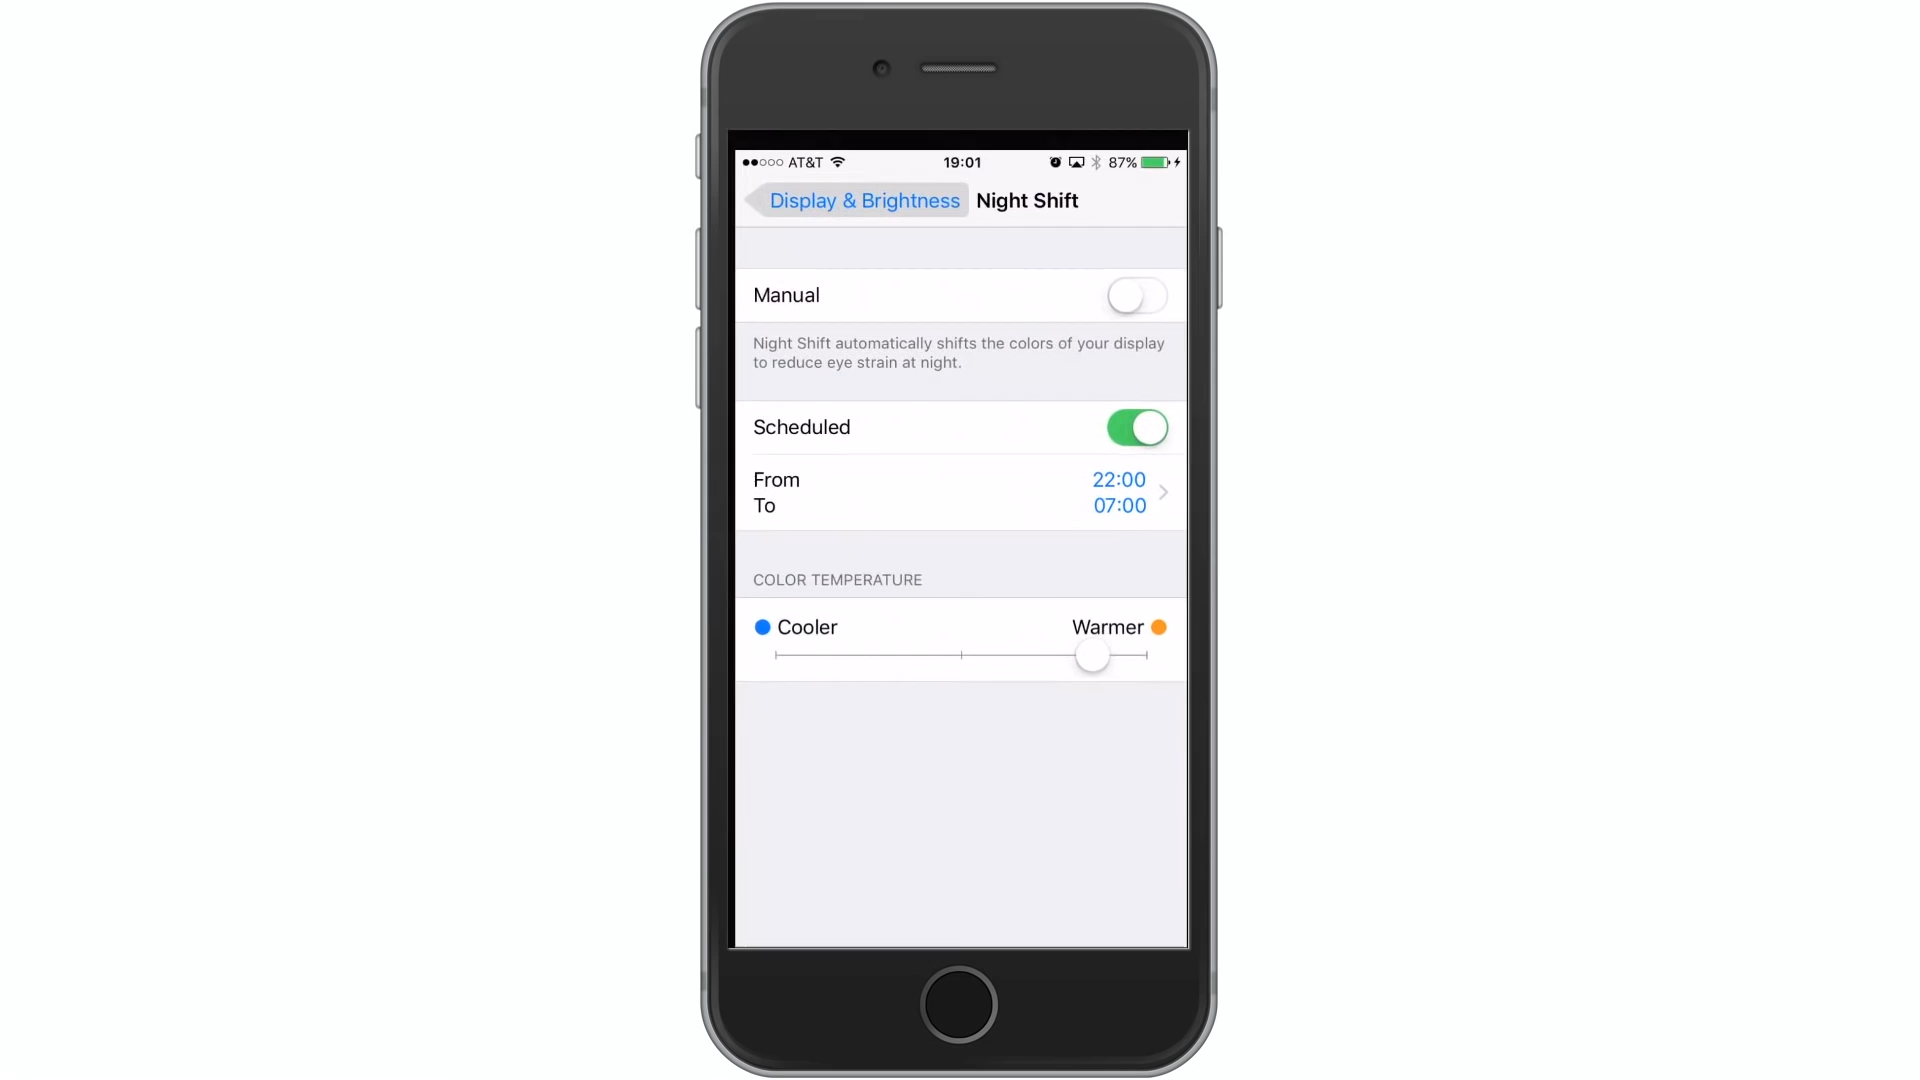 AT&T 19:01 87%
Display & Brightness Night Shift
Manual
Night Shift automatically shifts the colors of your display
to reduce eye strain at night.
Scheduled
From 22:00
To 07:00
COLOR TEMPERATURE
Cooler Warmer